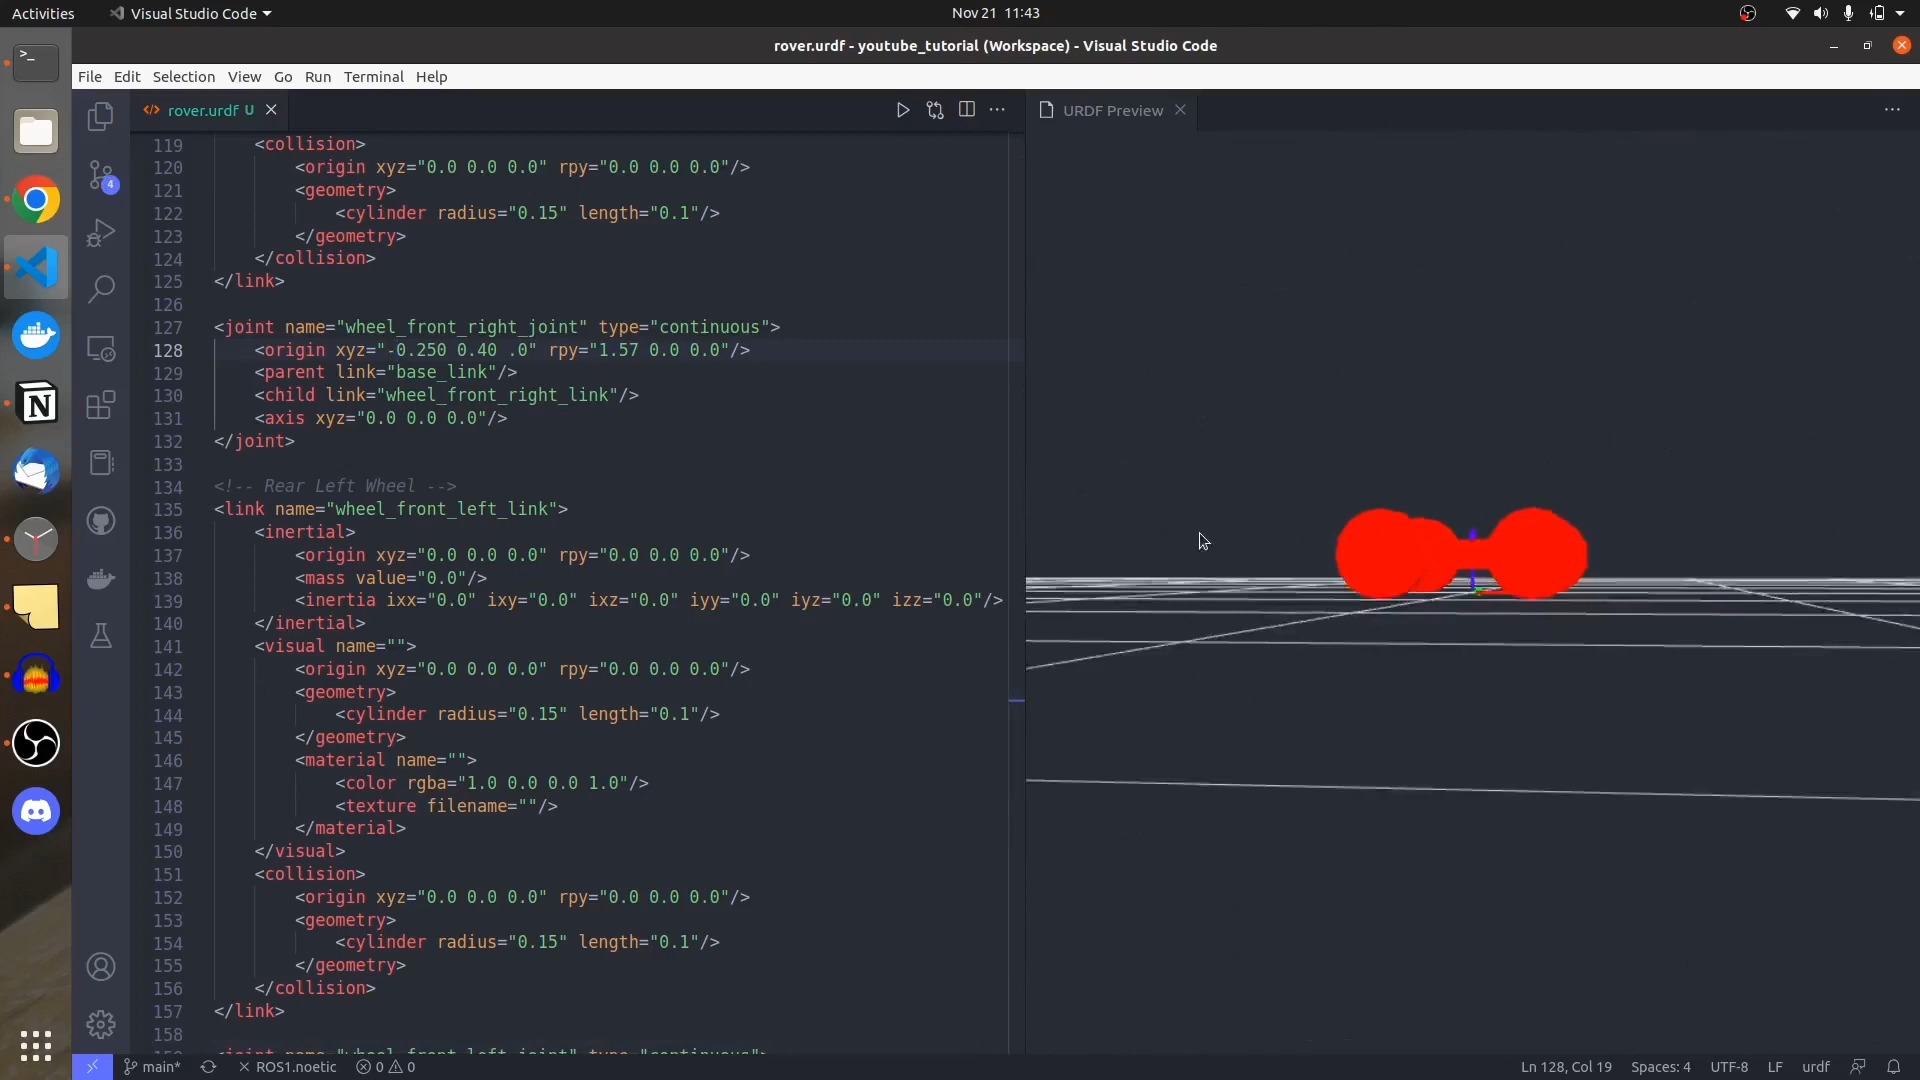 Activities
Visual Studio Code
Nov 21 11:43
rover.urdf - youtube_tutorial (Workspace) - Visual Studio Code
File Edit Selection View Go Run Terminal Help
rover.urdf U
URDF Preview
4
119 <collision>
120 <origin xyz="0.0 0.0 0.0" rpy="0.0 0.0 0.0"/>
121 <geometry>
122 <cylinder radius="0.15" length="0.1"/>
123 </geometry>
124 </collision>
125 </link>
126
127 <joint name="wheel_front_right_joint" type="continuous">
128 <origin xyz="-0.250 0.40 .0" rpy="1.57 0.0 0.0"/>
129 <parent link="base_link"/>
130 <child link="wheel_front_right_link"/>
131 <axis xyz="0.0 0.0 0.0"/>
132 </joint>
133
134 <!-- Rear Left Wheel -->
135 <link name="wheel_front_left_link">
136 <inertial>
137 <origin xyz="0.0 0.0 0.0" rpy="0.0 0.0 0.0"/>
138 <mass value="0.0"/>
139 <inertia ixx="0.0" ixy="0.0" ixz="0.0" iyy="0.0" iyz="0.0" izz="0.0"/>
140 </inertial>
141 <visual name="">
142 <origin xyz="0.0 0.0 0.0" rpy="0.0 0.0 0.0"/>
143 <geometry>
144 <cylinder radius="0.15" length="0.1"/>
145 </geometry>
146 <material name="">
147 <color rgba="1.0 0.0 0.0 1.0"/>
148 <texture filename=""/>
149 </material>
150 </visual>
151 <collision>
152 <origin xyz="0.0 0.0 0.0" rpy="0.0 0.0 0.0"/>
153 <geometry>
154 <cylinder radius="0.15" length="0.1"/>
155 </geometry>
156 </collision>
157 </link>
158
main* ROS1.noetic 0 0
Ln 128, Col 19 Spaces: 4 UTF-8 LF urdf